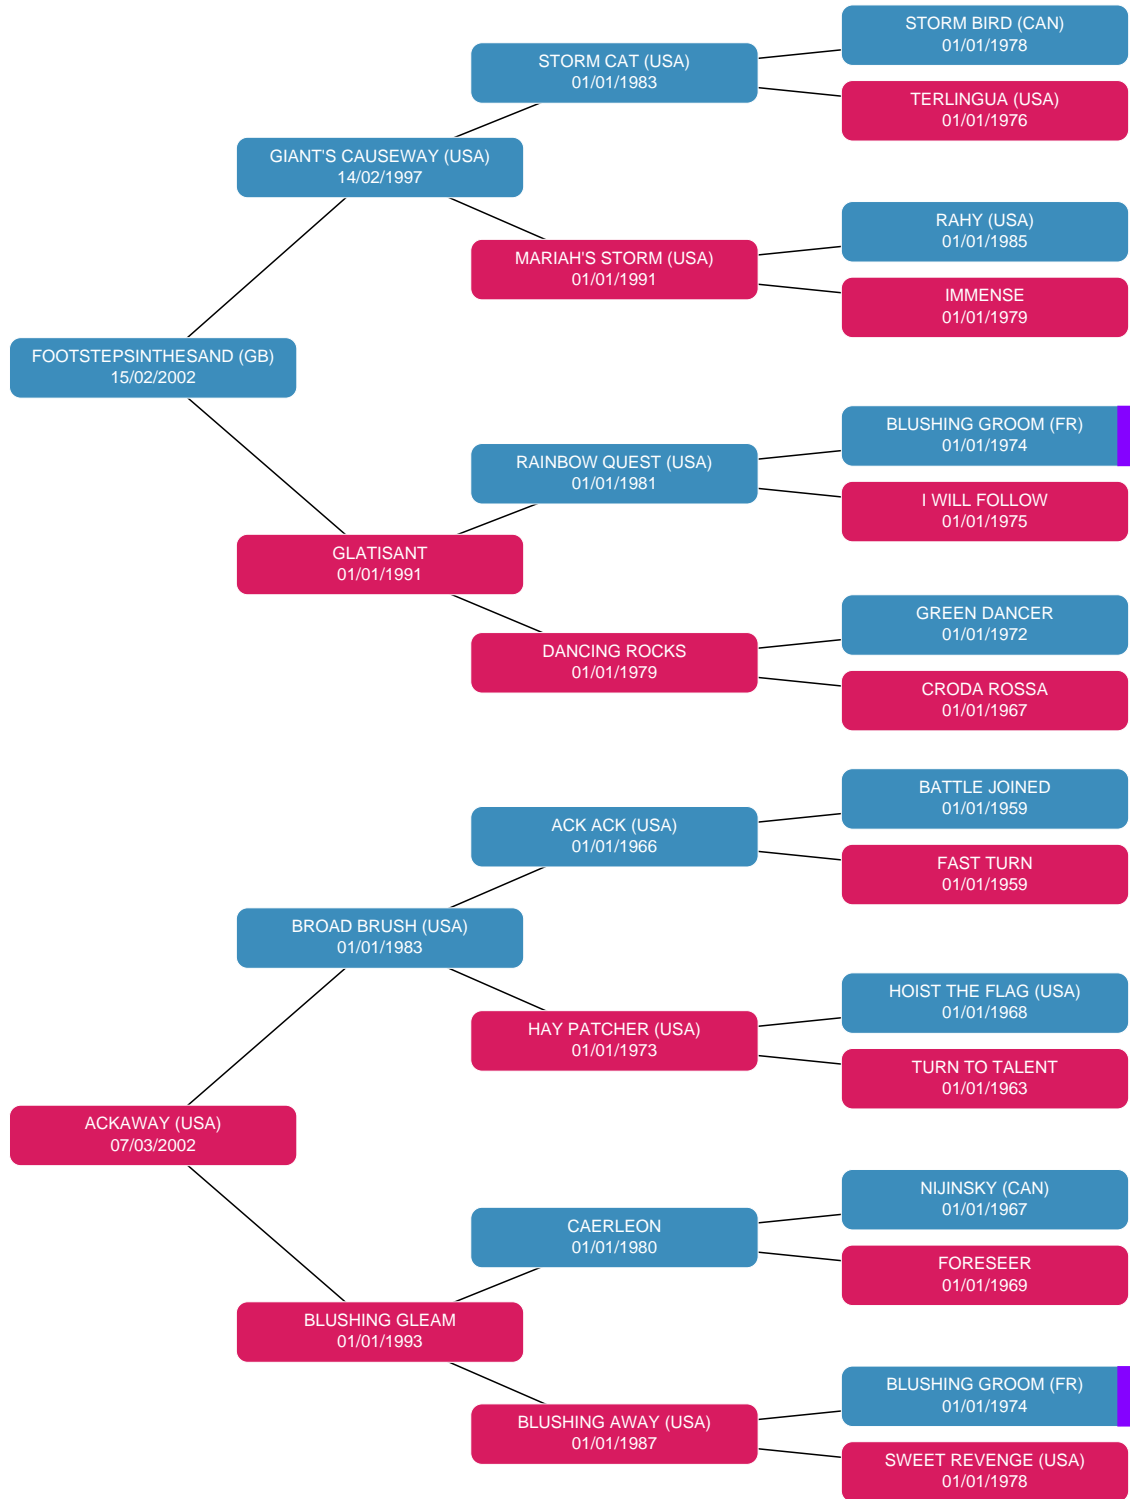 STORM BIRD (CAN)
01/01/1978
STORM CAT (USA)
01/01/1983
TERLINGUA (USA)
01/01/1976
GIANT'S CAUSEWAY (USA)
14/02/1997
RAHY (USA)
01/01/1985
MARIAH'S STORM (USA)
01/01/1991
IMMENSE
01/01/1979
FOOTSTEPSINTHESAND (GB)
15/02/2002
BLUSHING GROOM (FR)
01/01/1974
RAINBOW QUEST (USA)
01/01/1981
I WILL FOLLOW
01/01/1975
GLATISANT
01/01/1991
GREEN DANCER
01/01/1972
DANCING ROCKS
01/01/1979
CRODA ROSSA
01/01/1967
BATTLE JOINED
01/01/1959
ACK ACK (USA)
01/01/1966
FAST TURN
01/01/1959
BROAD BRUSH (USA)
01/01/1983
HOIST THE FLAG (USA)
01/01/1968
HAY PATCHER (USA)
01/01/1973
TURN TO TALENT
01/01/1963
ACKAWAY (USA)
07/03/2002
NIJINSKY (CAN)
01/01/1967
CAERLEON
01/01/1980
FORESEER
01/01/1969
BLUSHING GLEAM
01/01/1993
BLUSHING GROOM (FR)
01/01/1974
BLUSHING AWAY (USA)
01/01/1987
SWEET REVENGE (USA)
01/01/1978